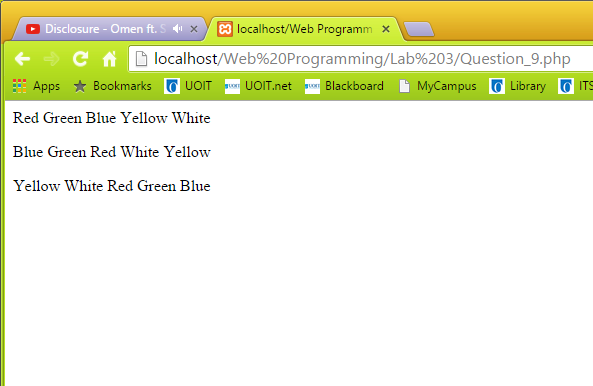 Disclosure - Omen ft. S
localhost/Web Programm
localhost/Web%20Programming/Lab%203/Question_9.php
Apps Bookmarks UOIT UOIT.net Blackboard MyCampus Library ITS
Red Green Blue Yellow White
Blue Green Red White Yellow
Yellow White Red Green Blue